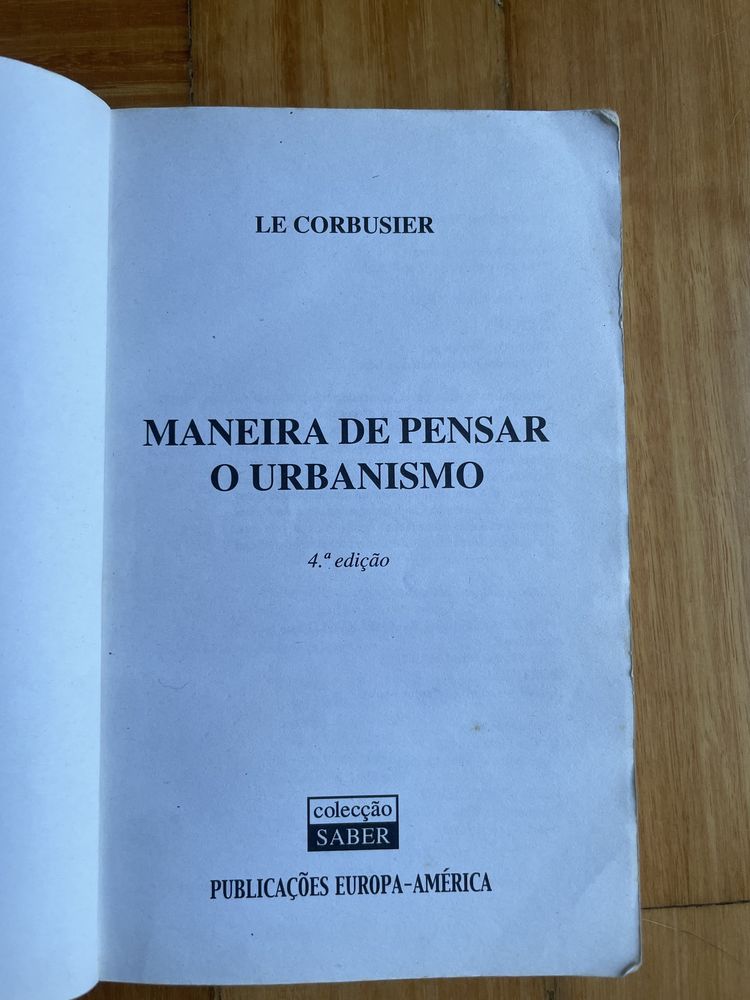 LE CORBUSIER
MANEIRA DE PENSAR
O URBANISMO
4.ª edição
colecção
SABER
PUBLICAÇÕES EUROPA-AMÉRICA